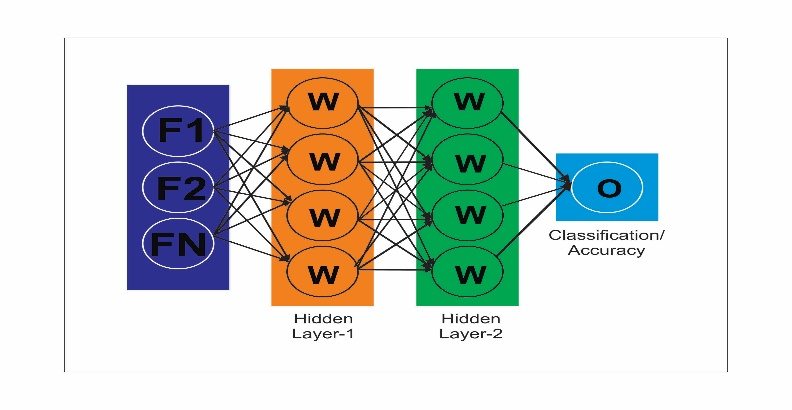 F1
F2
FN
W
W
W
W
Hidden
Layer-1
W
W
W
W
Hidden
Layer-2
O
Classification/
Accuracy